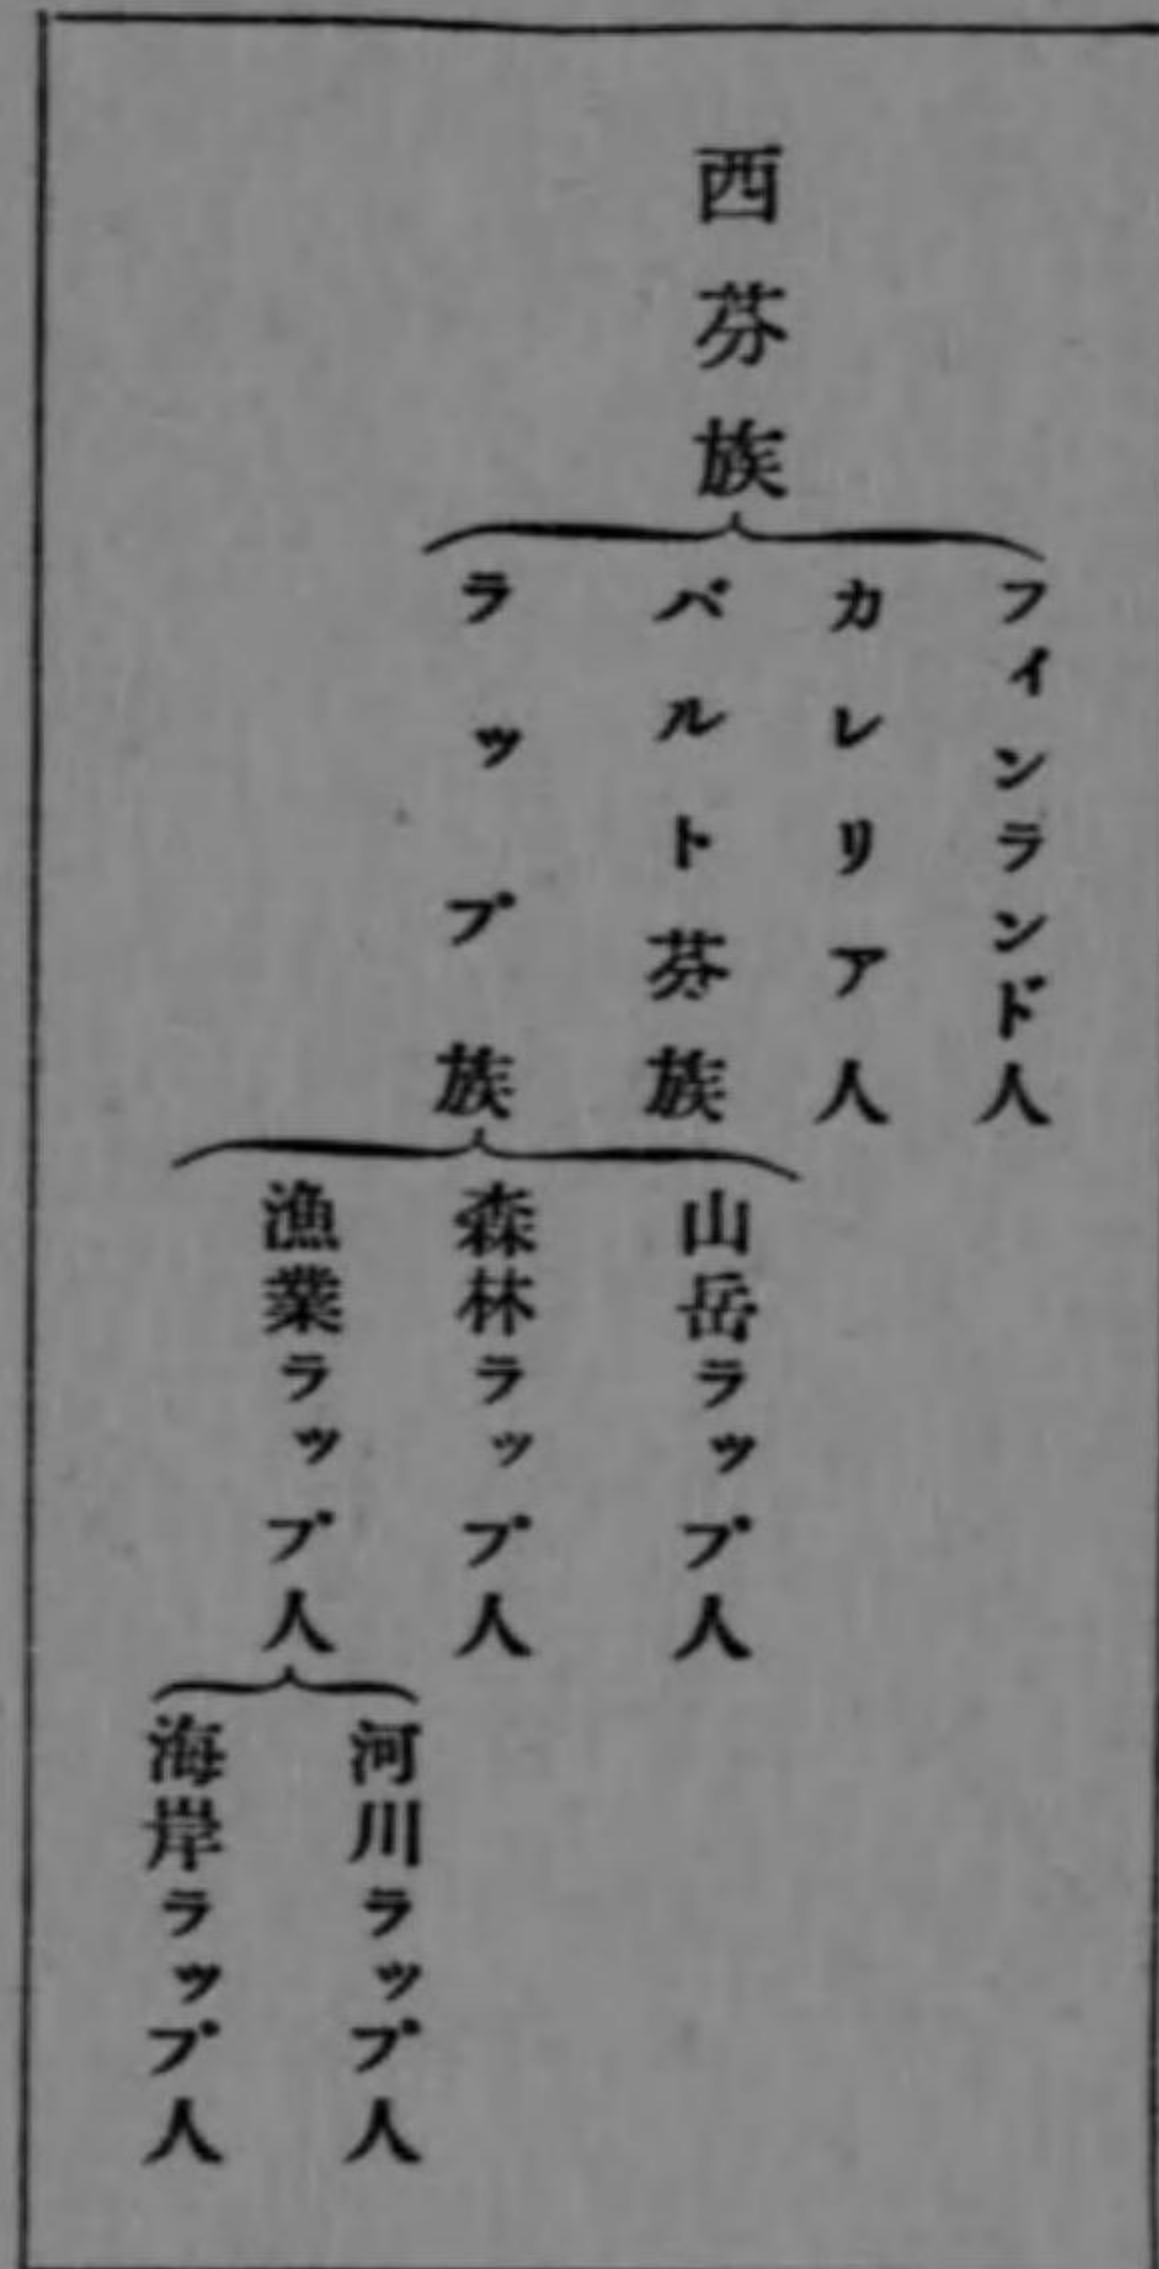 西芬族
フインランド人
カレリア人
バルト芬族
ラップ族
山岳ラップ人
森林ラップ人
漁業ラップ人
河川ラップ人
海岸ラップ人